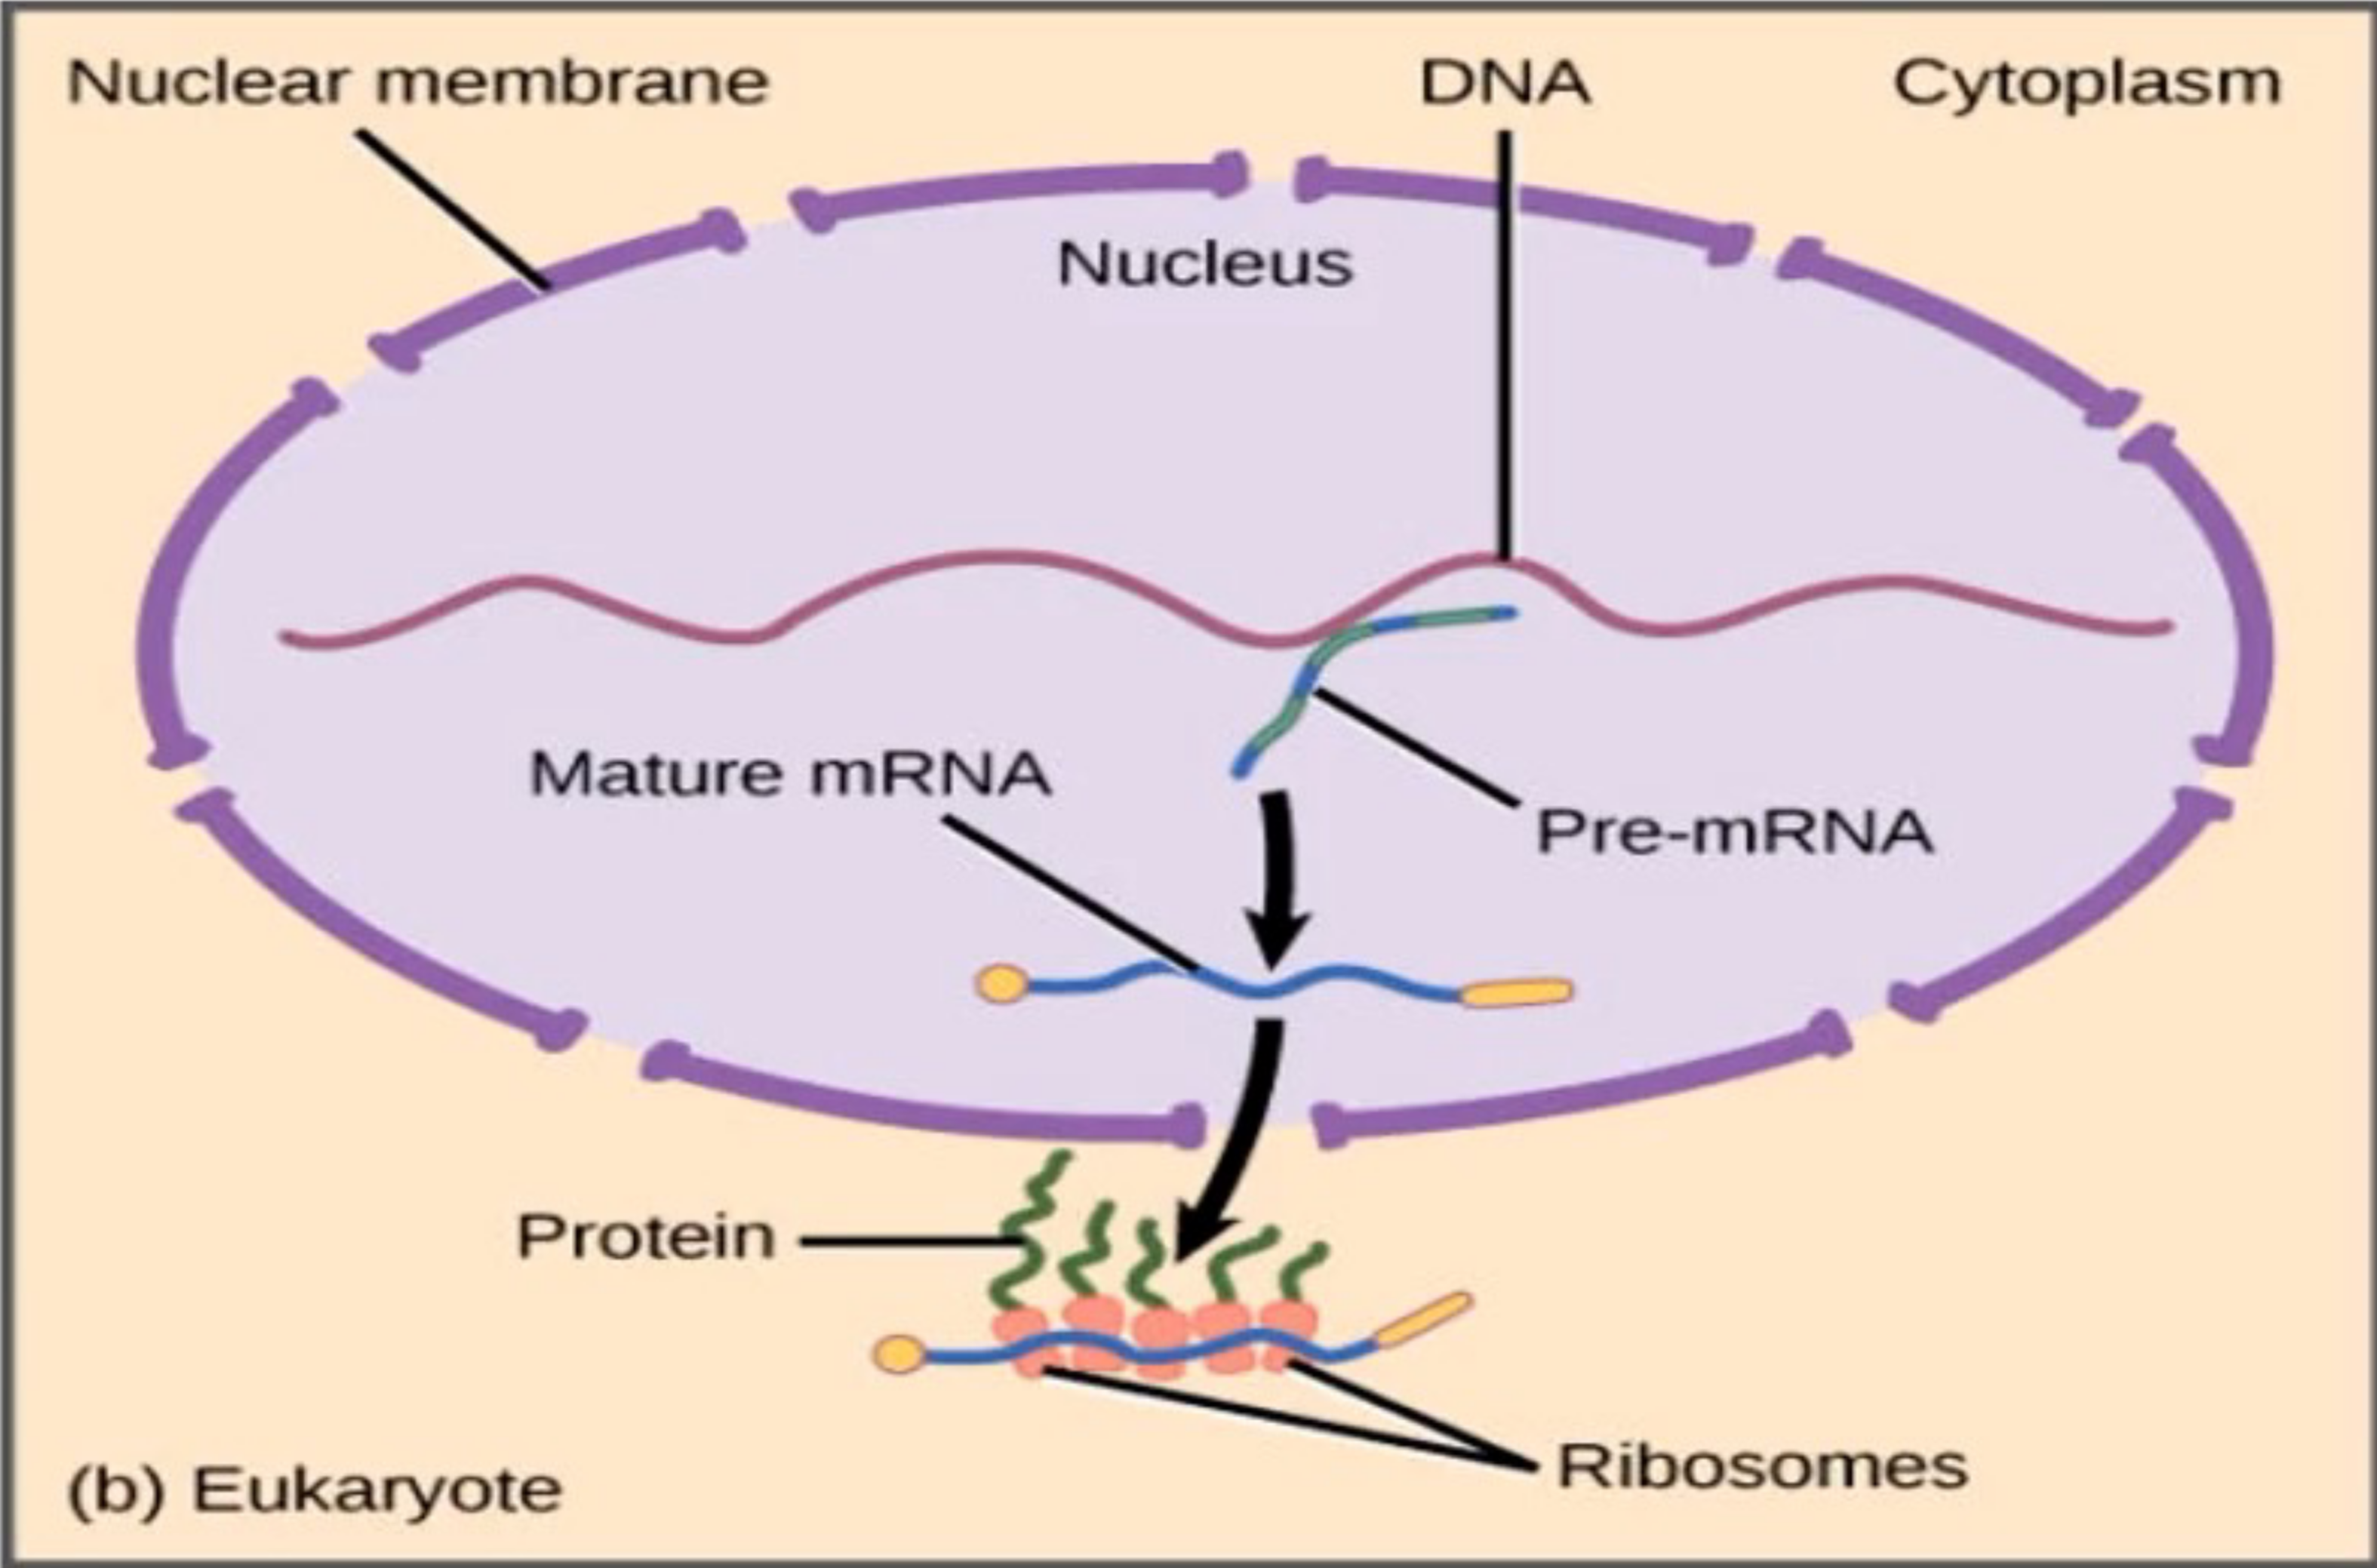 Nuclear membrane
DNA
Cytoplasm
Nucleus
Mature mRNA
Pre-mRNA
Protein
Ribosomes
(b) Eukaryote